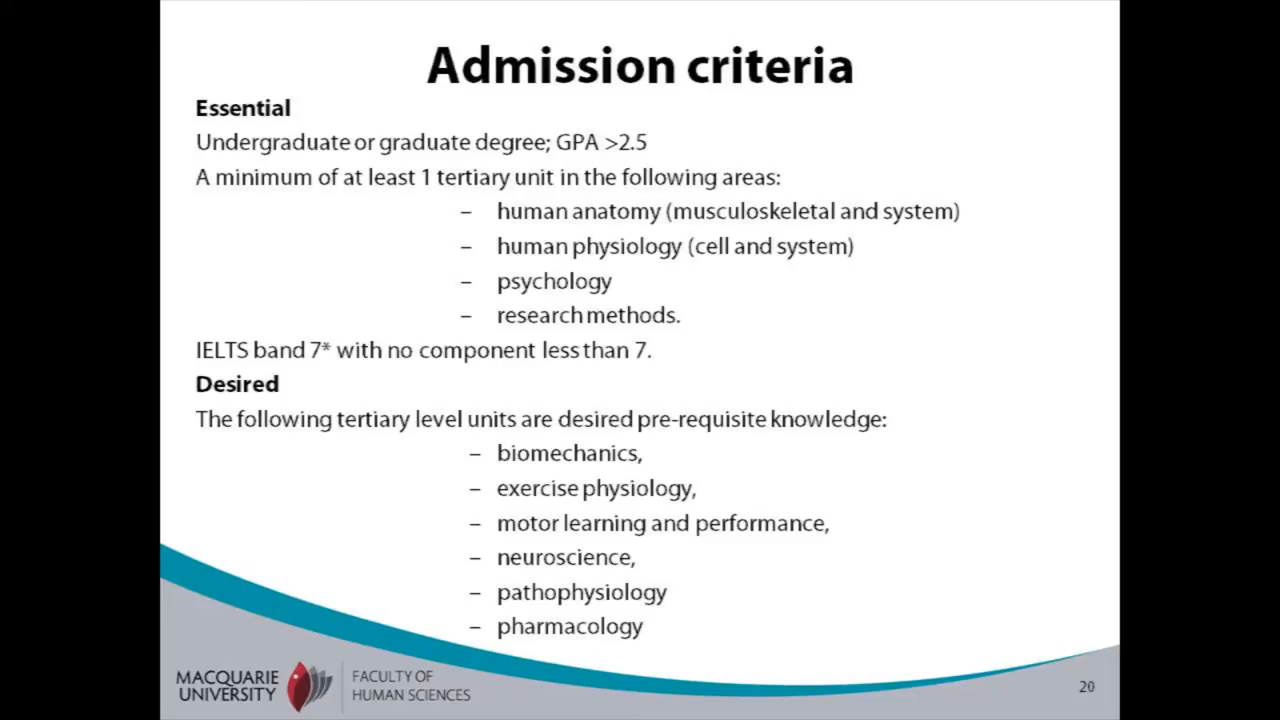 Admission criteria
Essential
Undergraduate or graduate degree; GPA >2.5
A minimum of at least 1 tertiary unit in the following areas:
– human anatomy (musculoskeletal and system)
– human physiology (cell and system)
– psychology
– research methods.
IELTS band 7* with no component less than 7.
Desired
The following tertiary level units are desired pre-requisite knowledge:
– biomechanics,
– exercise physiology,
– motor learning and performance,
– neuroscience,
– pathophysiology
– pharmacology
MACQUARIE
UNIVERSITY
FACULTY OF
HUMAN SCIENCES
20